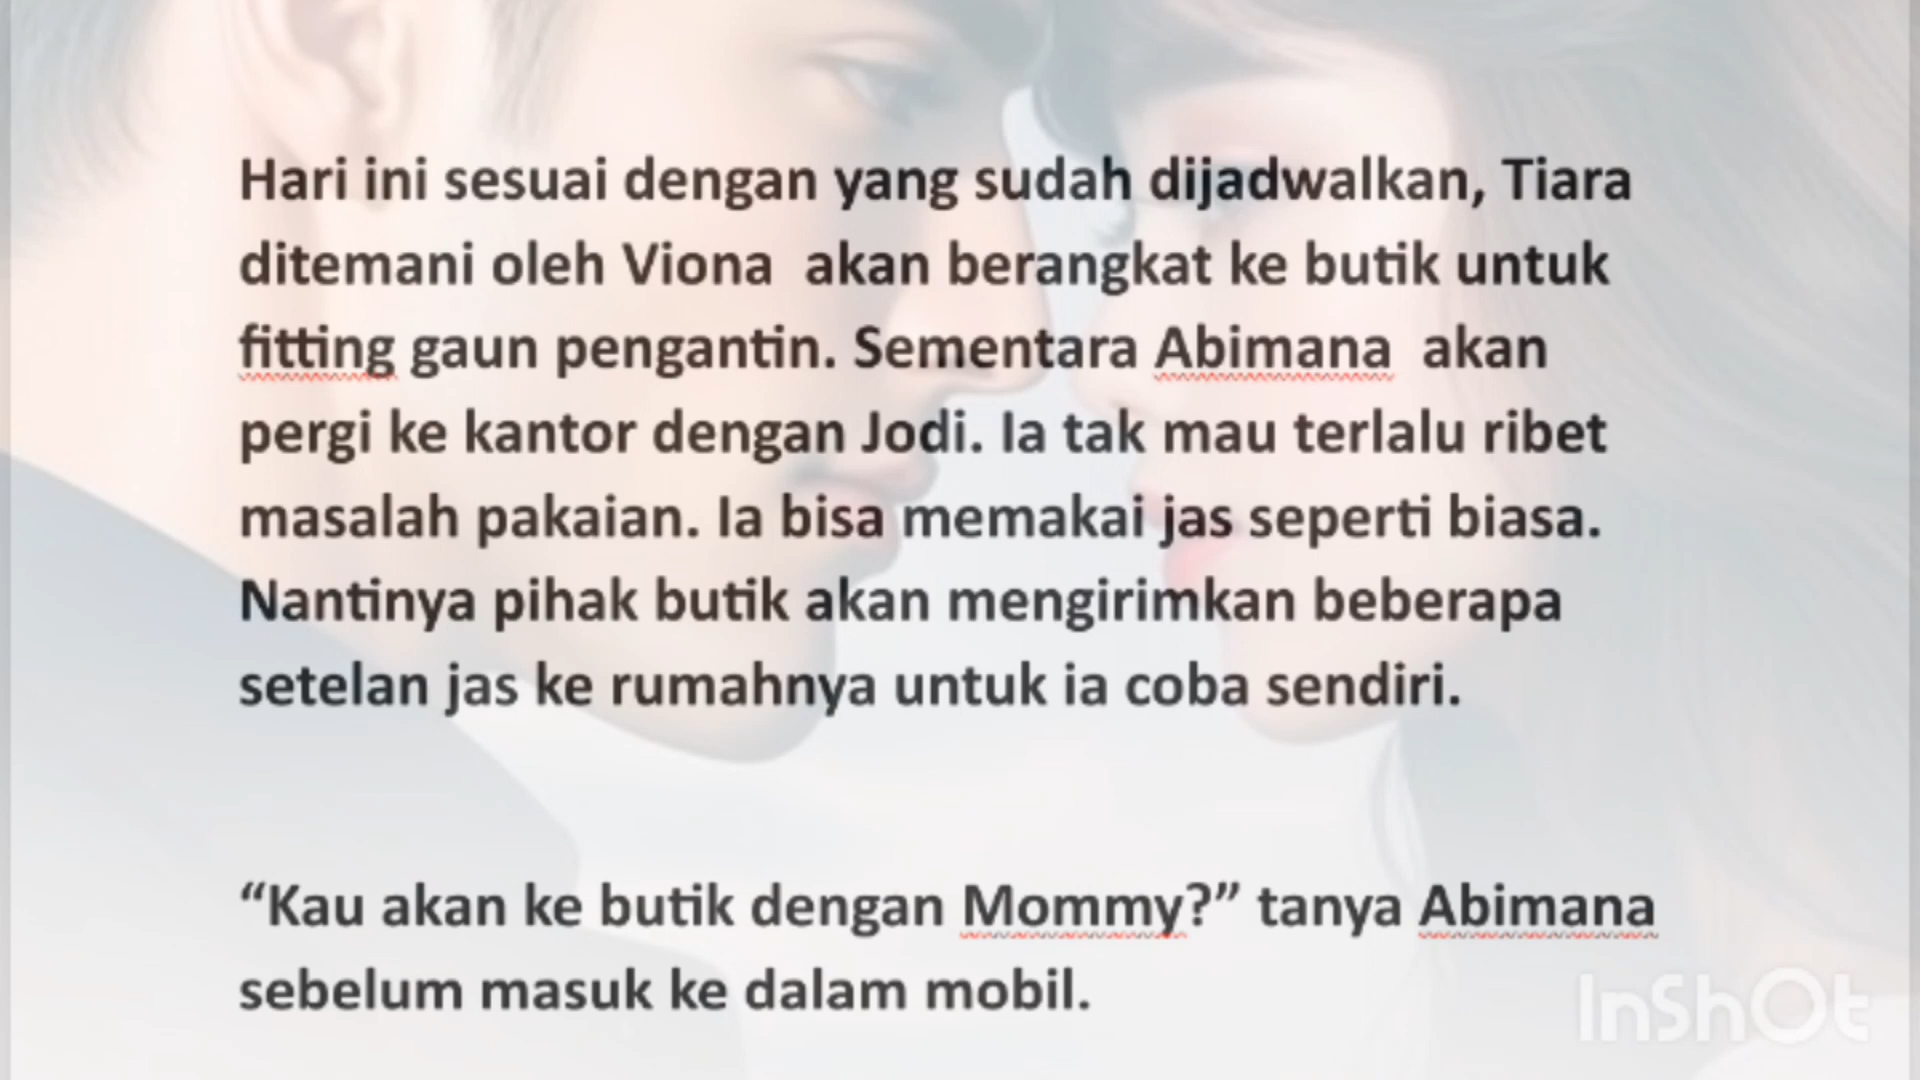 Hari ini sesuai dengan yang sudah dijadwalkan, Tiara
ditemani oleh Viona  akan berangkat ke butik untuk
fitting gaun pengantin. Sementara Abimana  akan
pergi ke kantor dengan Jodi. Ia tak mau terlalu ribet
masalah pakaian. Ia bisa memakai jas seperti biasa.
Nantinya pihak butik akan mengirimkan beberapa
setelan jas ke rumahnya untuk ia coba sendiri.
“Kau akan ke butik dengan Mommy?” tanya Abimana
sebelum masuk ke dalam mobil.
InShOt